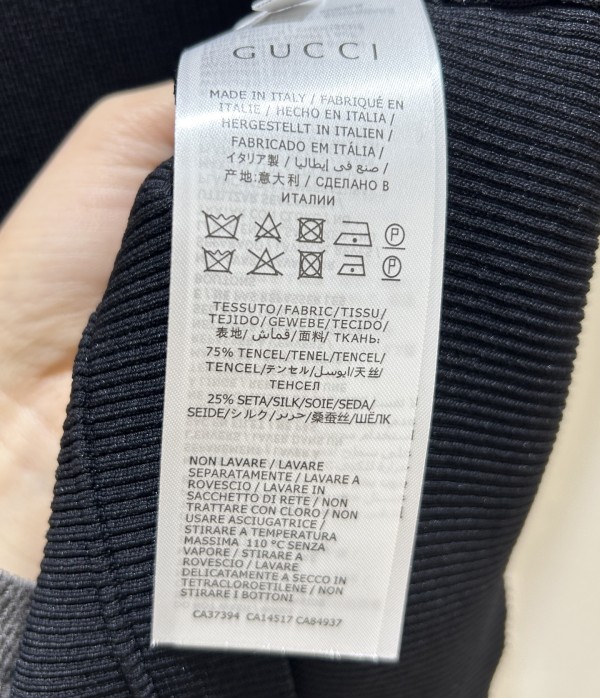 GUCCI
MADE IN ITALY / FABRIQUÉ EN
ITALIE / HECHO EN ITALIA /
HERGESTELLT IN ITALIEN /
FABRICADO EM ITÁLIA /
イタリア製 / صنع في إيطاليا /
产地:意大利 / СДЕЛАНО В
ИТАЛИИ
P
P
TESSUTO/FABRIC/TISSU/
TEJIDO/GEWEBE/TECIDO/
表地/قماش/面料/ ТКАНЬ:
75% TENCEL/TENEL/TENCEL/
TENCEL/テンセル/ايوسل/天丝/
ТЕНСЕЛ
25% SETA/SILK/SOIE/SEDA/
SEIDE/シルク/حرير/桑蚕丝/ШЁЛК
NON LAVARE / LAVARE
SEPARATAMENTE / LAVARE A
ROVESCIO / LAVARE IN
SACCHETTO DI RETE / NON
TRATTARE CON CLORO / NON
USARE ASCIUGATRICE /
STIRARE A TEMPERATURA
MASSIMA 110 °C SENZA
VAPORE / STIRARE A
ROVESCIO / LAVARE
DELICATAMENTE A SECCO IN
TETRACLOROETILENE / NON
STIRARE I BOTTONI
CA37394 CA14517 CA84937